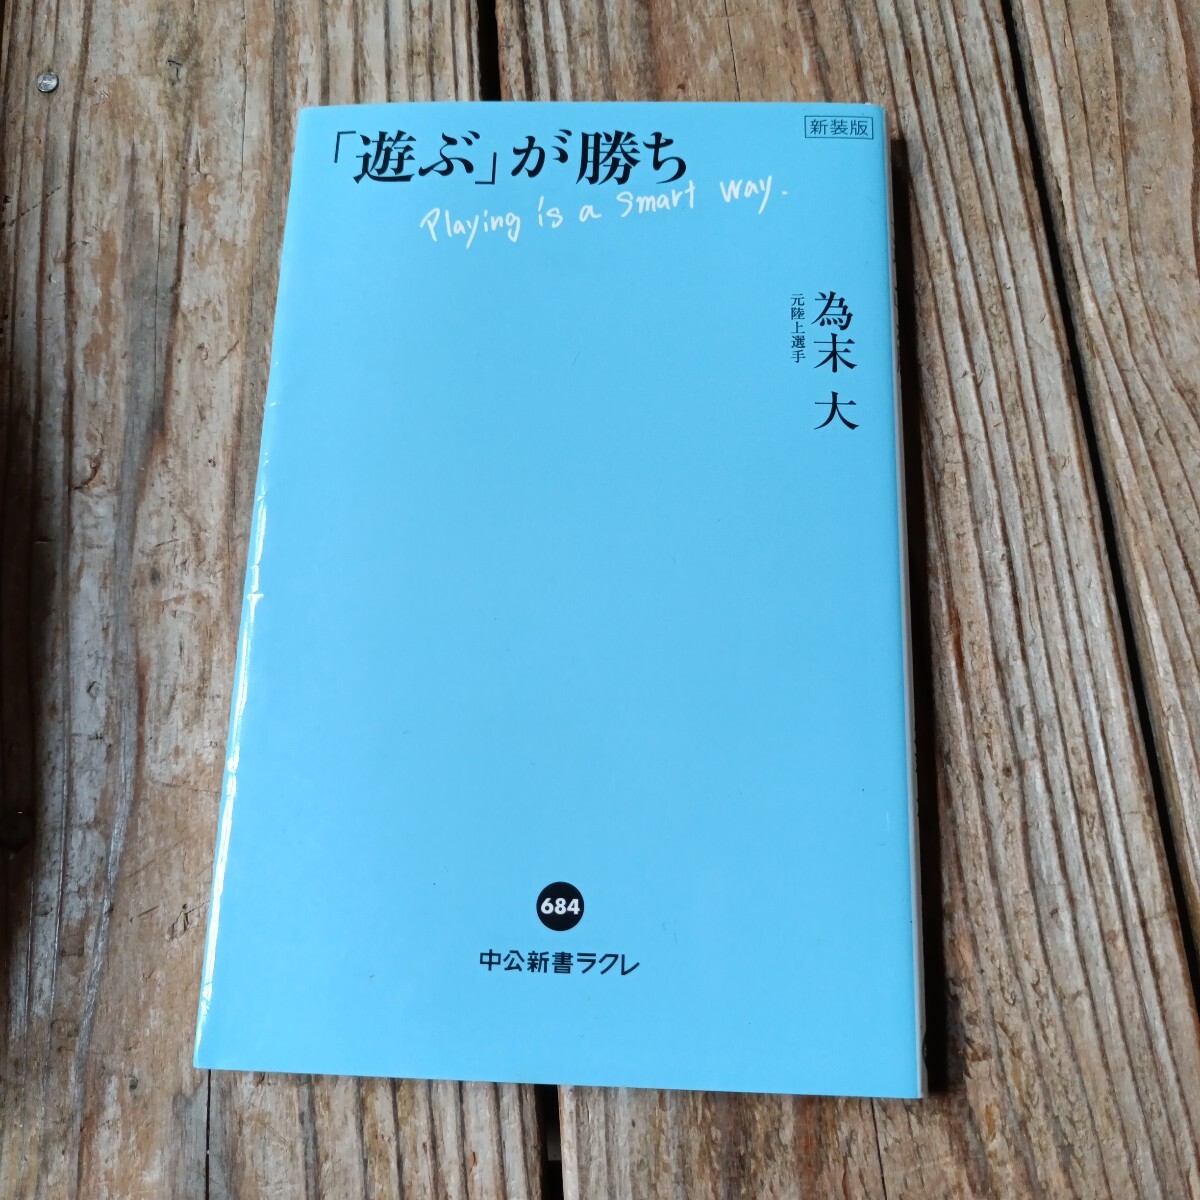 「遊ぶ」が勝ち
新装版
Playing is a smart way.
為末 大
元陸上選手
684
中公新書ラクレ